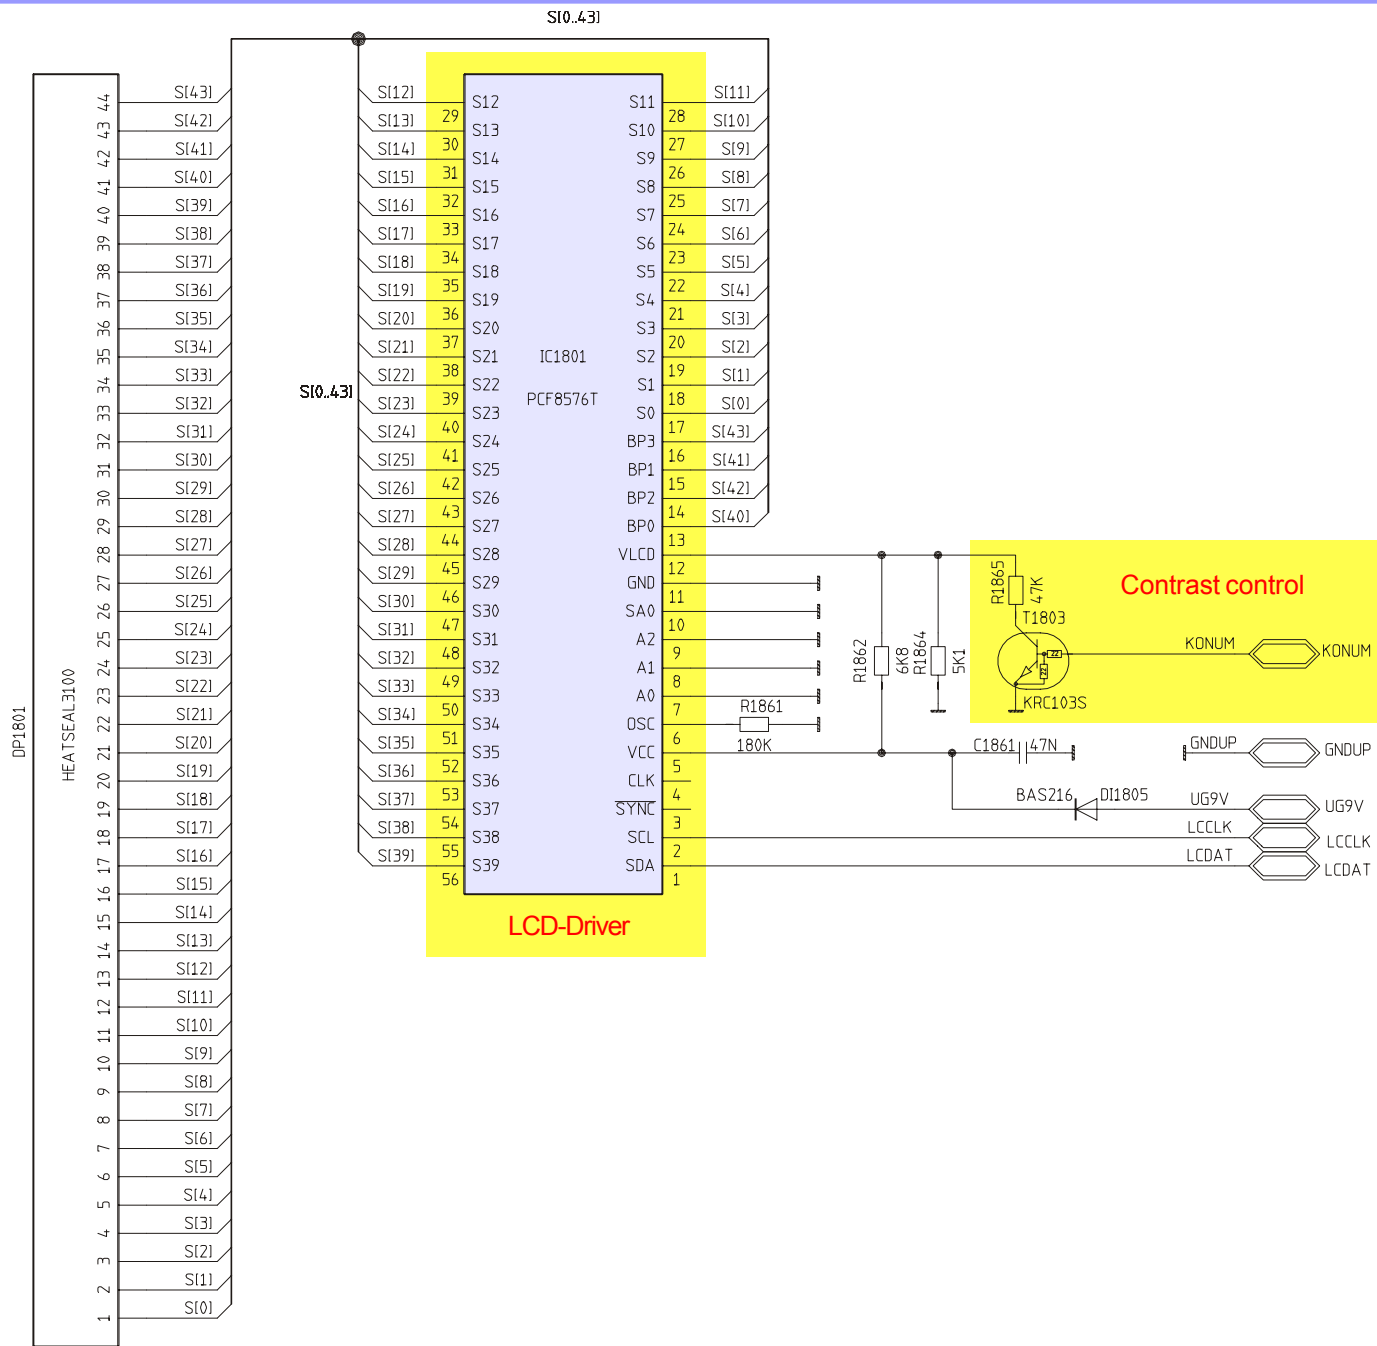 S[0..43]
DP1801
HEATSEAL3100
44 S[43]
43 S[42]
42 S[41]
41 S[40]
40 S[39]
39 S[38]
38 S[37]
37 S[36]
36 S[35]
35 S[34]
34 S[33]
33 S[32]
32 S[31]
31 S[30]
30 S[29]
29 S[28]
28 S[27]
27 S[26]
26 S[25]
25 S[24]
24 S[23]
23 S[22]
22 S[21]
21 S[20]
20 S[19]
19 S[18]
18 S[17]
17 S[16]
16 S[15]
15 S[14]
14 S[13]
13 S[12]
12 S[11]
11 S[10]
10 S[9]
9 S[8]
8 S[7]
7 S[6]
6 S[5]
5 S[4]
4 S[3]
3 S[2]
2 S[1]
1 S[0]
S[0..43]
S[12] 29 S12
S[13] 30 S13
S[14] 31 S14
S[15] 32 S15
S[16] 33 S16
S[17] 34 S17
S[18] 35 S18
S[19] 36 S19
S[20] 37 S20
S[21] 38 S21
S[22] 39 S22
S[23] 40 S23
S[24] 41 S24
S[25] 42 S25
S[26] 43 S26
S[27] 44 S27
S[28] 45 S28
S[29] 46 S29
S[30] 47 S30
S[31] 48 S31
S[32] 49 S32
S[33] 50 S33
S[34] 51 S34
S[35] 52 S35
S[36] 53 S36
S[37] 54 S37
S[38] 55 S38
S[39] 56 S39
IC1801
PCF8576T
S11 28 S[11]
S10 27 S[10]
S9 26 S[9]
S8 25 S[8]
S7 24 S[7]
S6 23 S[6]
S5 22 S[5]
S4 21 S[4]
S3 20 S[3]
S2 19 S[2]
S1 18 S[1]
S0 17 S[0]
BP3 16 S[43]
BP1 15 S[41]
BP2 14 S[42]
BP0 13 S[40]
VLCD 12
GND 11
SA0 10
A2 9
A1 8
A0 7
OSC 6
VCC 5
CLK 4
SYNC 3
SCL 2
SDA 1
LCD-Driver
R1861
180K
R1862
6K8
R1864
5K1
R1865
47K
Contrast control
T1803
22
22
KRC103S
KONUM KONUM
C1861 47N
GNDUP GNDUP
BAS216 DI1805
UG9V UG9V
LCCLK LCCLK
LCDAT LCDAT